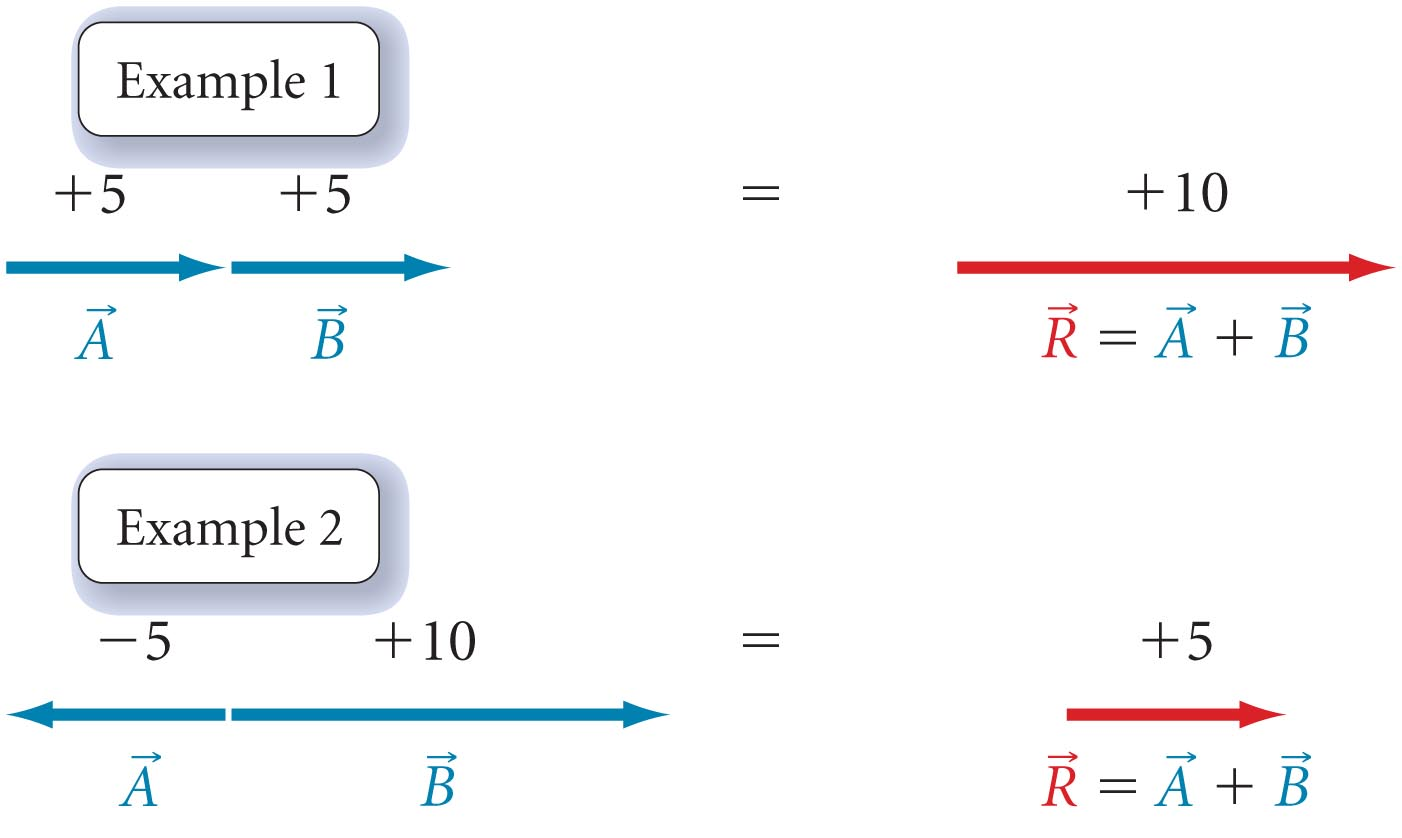 Example 1
+5 +5 = +10
A⃗ B⃗ R⃗ = A⃗ + B⃗
Example 2
−5 +10 = +5
A⃗ B⃗ R⃗ = A⃗ + B⃗